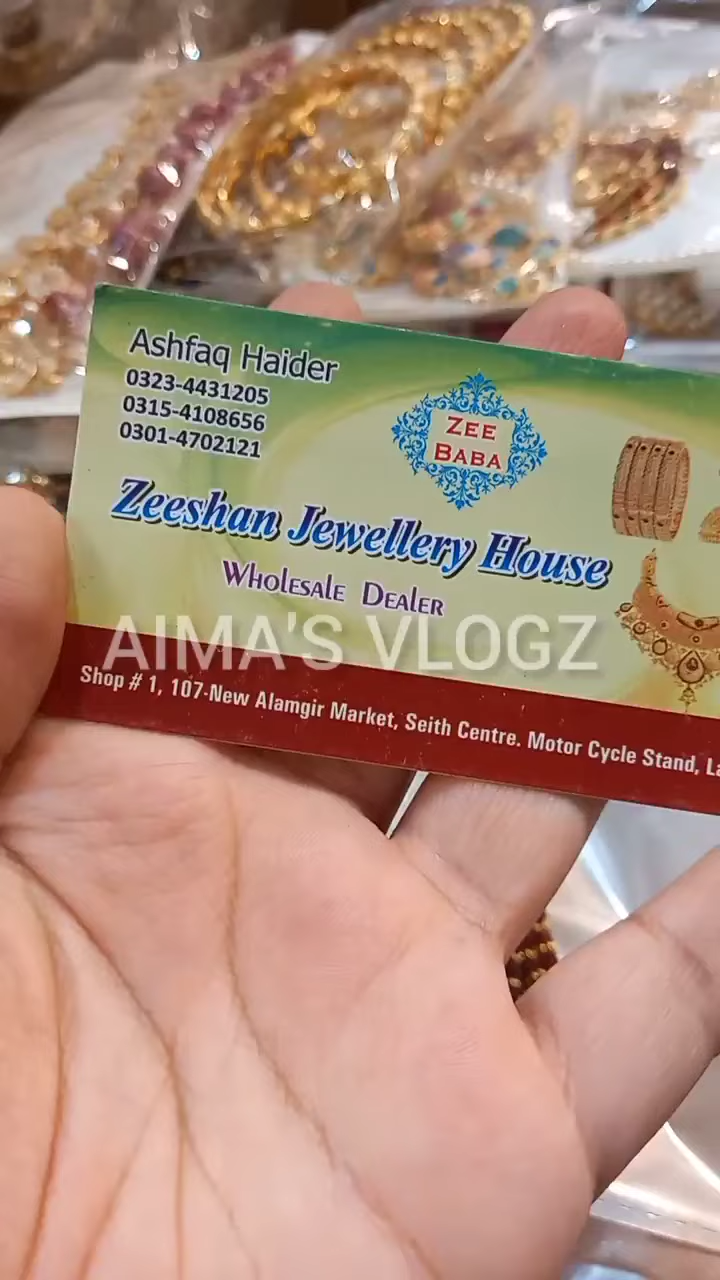 Ashfaq Haider
0323-4431205
0315-4108656
0301-4702121
ZEE
BABA
Zeeshan Jewellery House
WHOLESALE DEALER
AIMA'S VLOGZ
Shop # 1, 107-New Alamgir Market, Seith Centre. Motor Cycle Stand,